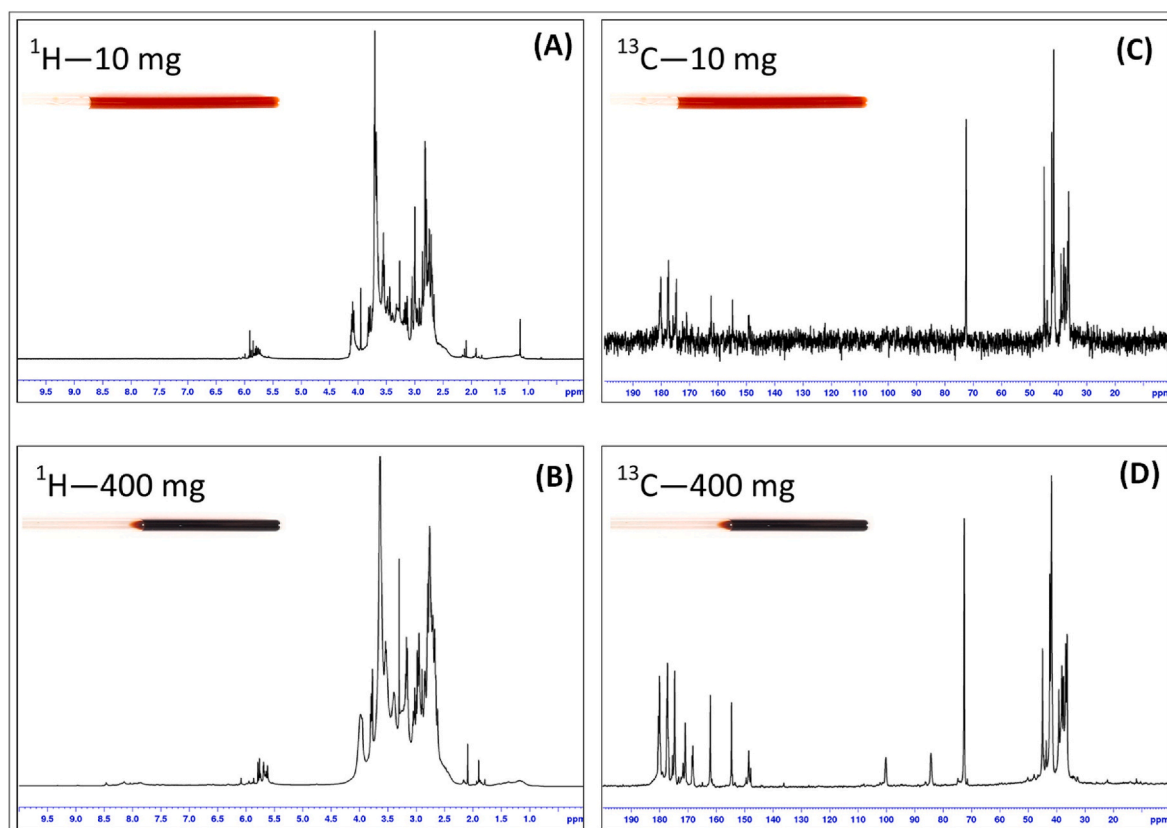 ¹H—10 mg
(A)
9.5 9.0 8.5 8.0 7.5 7.0 6.5 6.0 5.5 5.0 4.5 4.0 3.5 3.0 2.5 2.0 1.5 1.0 ppm
¹³C—10 mg
(C)
190 180 170 160 150 140 130 120 110 100 90 80 70 60 50 40 30 20 ppm
¹H—400 mg
(B)
9.5 9.0 8.5 8.0 7.5 7.0 6.5 6.0 5.5 5.0 4.5 4.0 3.5 3.0 2.5 2.0 1.5 1.0 ppm
¹³C—400 mg
(D)
190 180 170 160 150 140 130 120 110 100 90 80 70 60 50 40 30 20 ppm